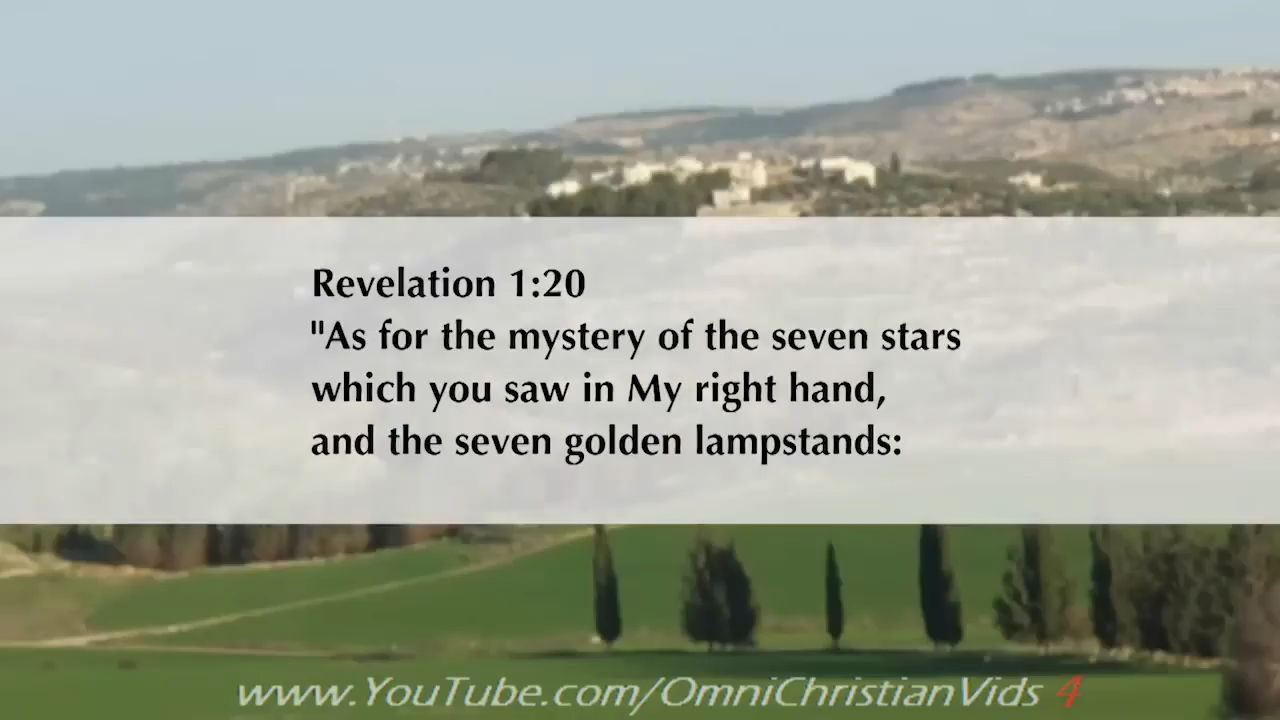 Revelation 1:20
"As for the mystery of the seven stars
which you saw in My right hand,
and the seven golden lampstands:
www.YouTube.com/OmniChristianVids 4